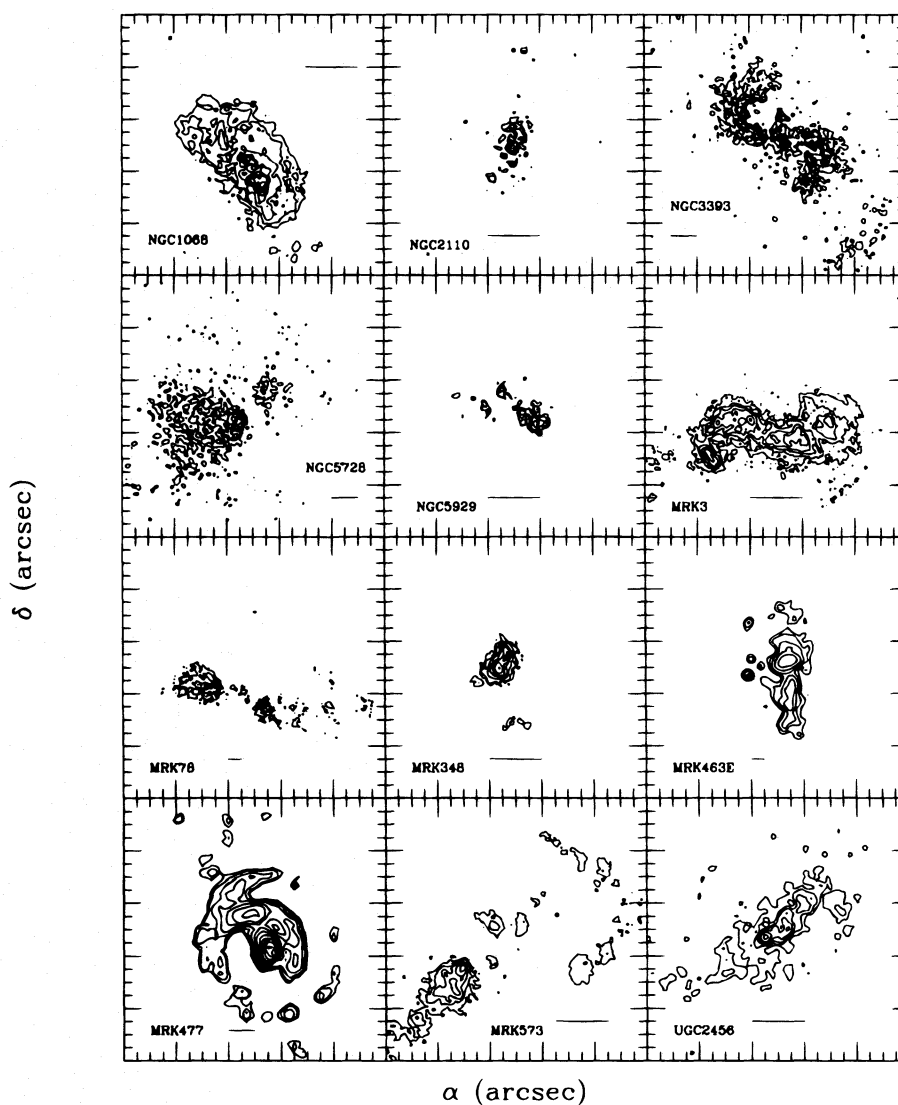 NGC1068
NGC2110
NGC3393
NGC5728
NGC5929
MRK3
MRK78
MRK348
MRK463E
MRK477
MRK573
UGC2456
δ (arcsec)
α (arcsec)